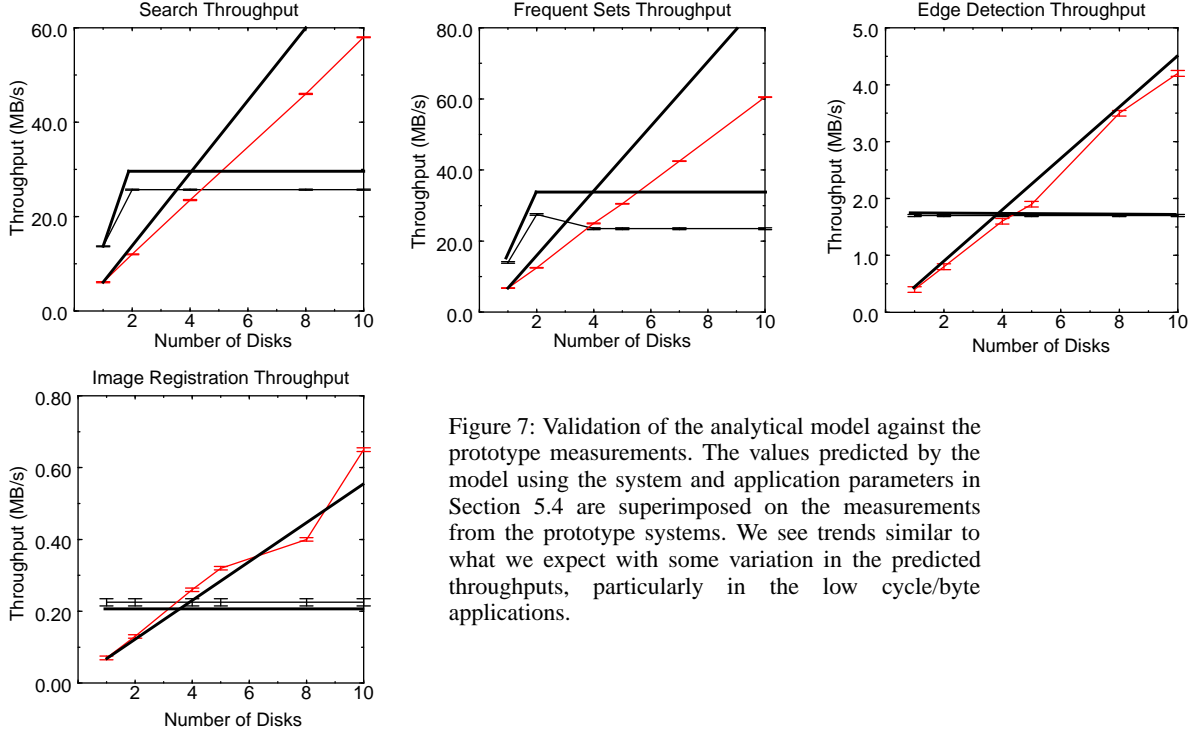 Search Throughput
Throughput (MB/s)
60.0
40.0
20.0
0.0
2 4 6 8 10
Number of Disks
Frequent Sets Throughput
Throughput (MB/s)
80.0
60.0
40.0
20.0
0.0
2 4 6 8 10
Number of Disks
Edge Detection Throughput
Throughput (MB/s)
5.0
4.0
3.0
2.0
1.0
0.0
2 4 6 8 10
Number of Disks
Image Registration Throughput
Throughput (MB/s)
0.80
0.60
0.40
0.20
0.00
2 4 6 8 10
Number of Disks
Figure 7: Validation of the analytical model against the
prototype measurements. The values predicted by the
model using the system and application parameters in
Section 5.4 are superimposed on the measurements
from the prototype systems. We see trends similar to
what we expect with some variation in the predicted
throughputs, particularly in the low cycle/byte
applications.